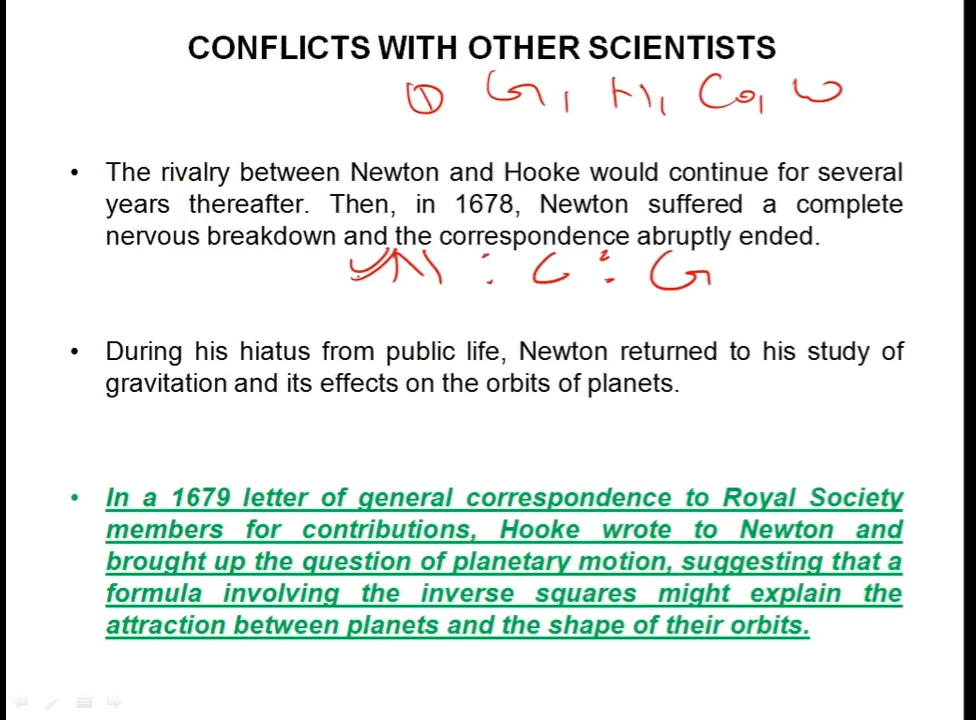 CONFLICTS WITH OTHER SCIENTISTS
• The rivalry between Newton and Hooke would continue for several
years thereafter. Then, in 1678, Newton suffered a complete
nervous breakdown and the correspondence abruptly ended.
• During his hiatus from public life, Newton returned to his study of
gravitation and its effects on the orbits of planets.
• In a 1679 letter of general correspondence to Royal Society
members for contributions, Hooke wrote to Newton and
brought up the question of planetary motion, suggesting that a
formula involving the inverse squares might explain the
attraction between planets and the shape of their orbits.